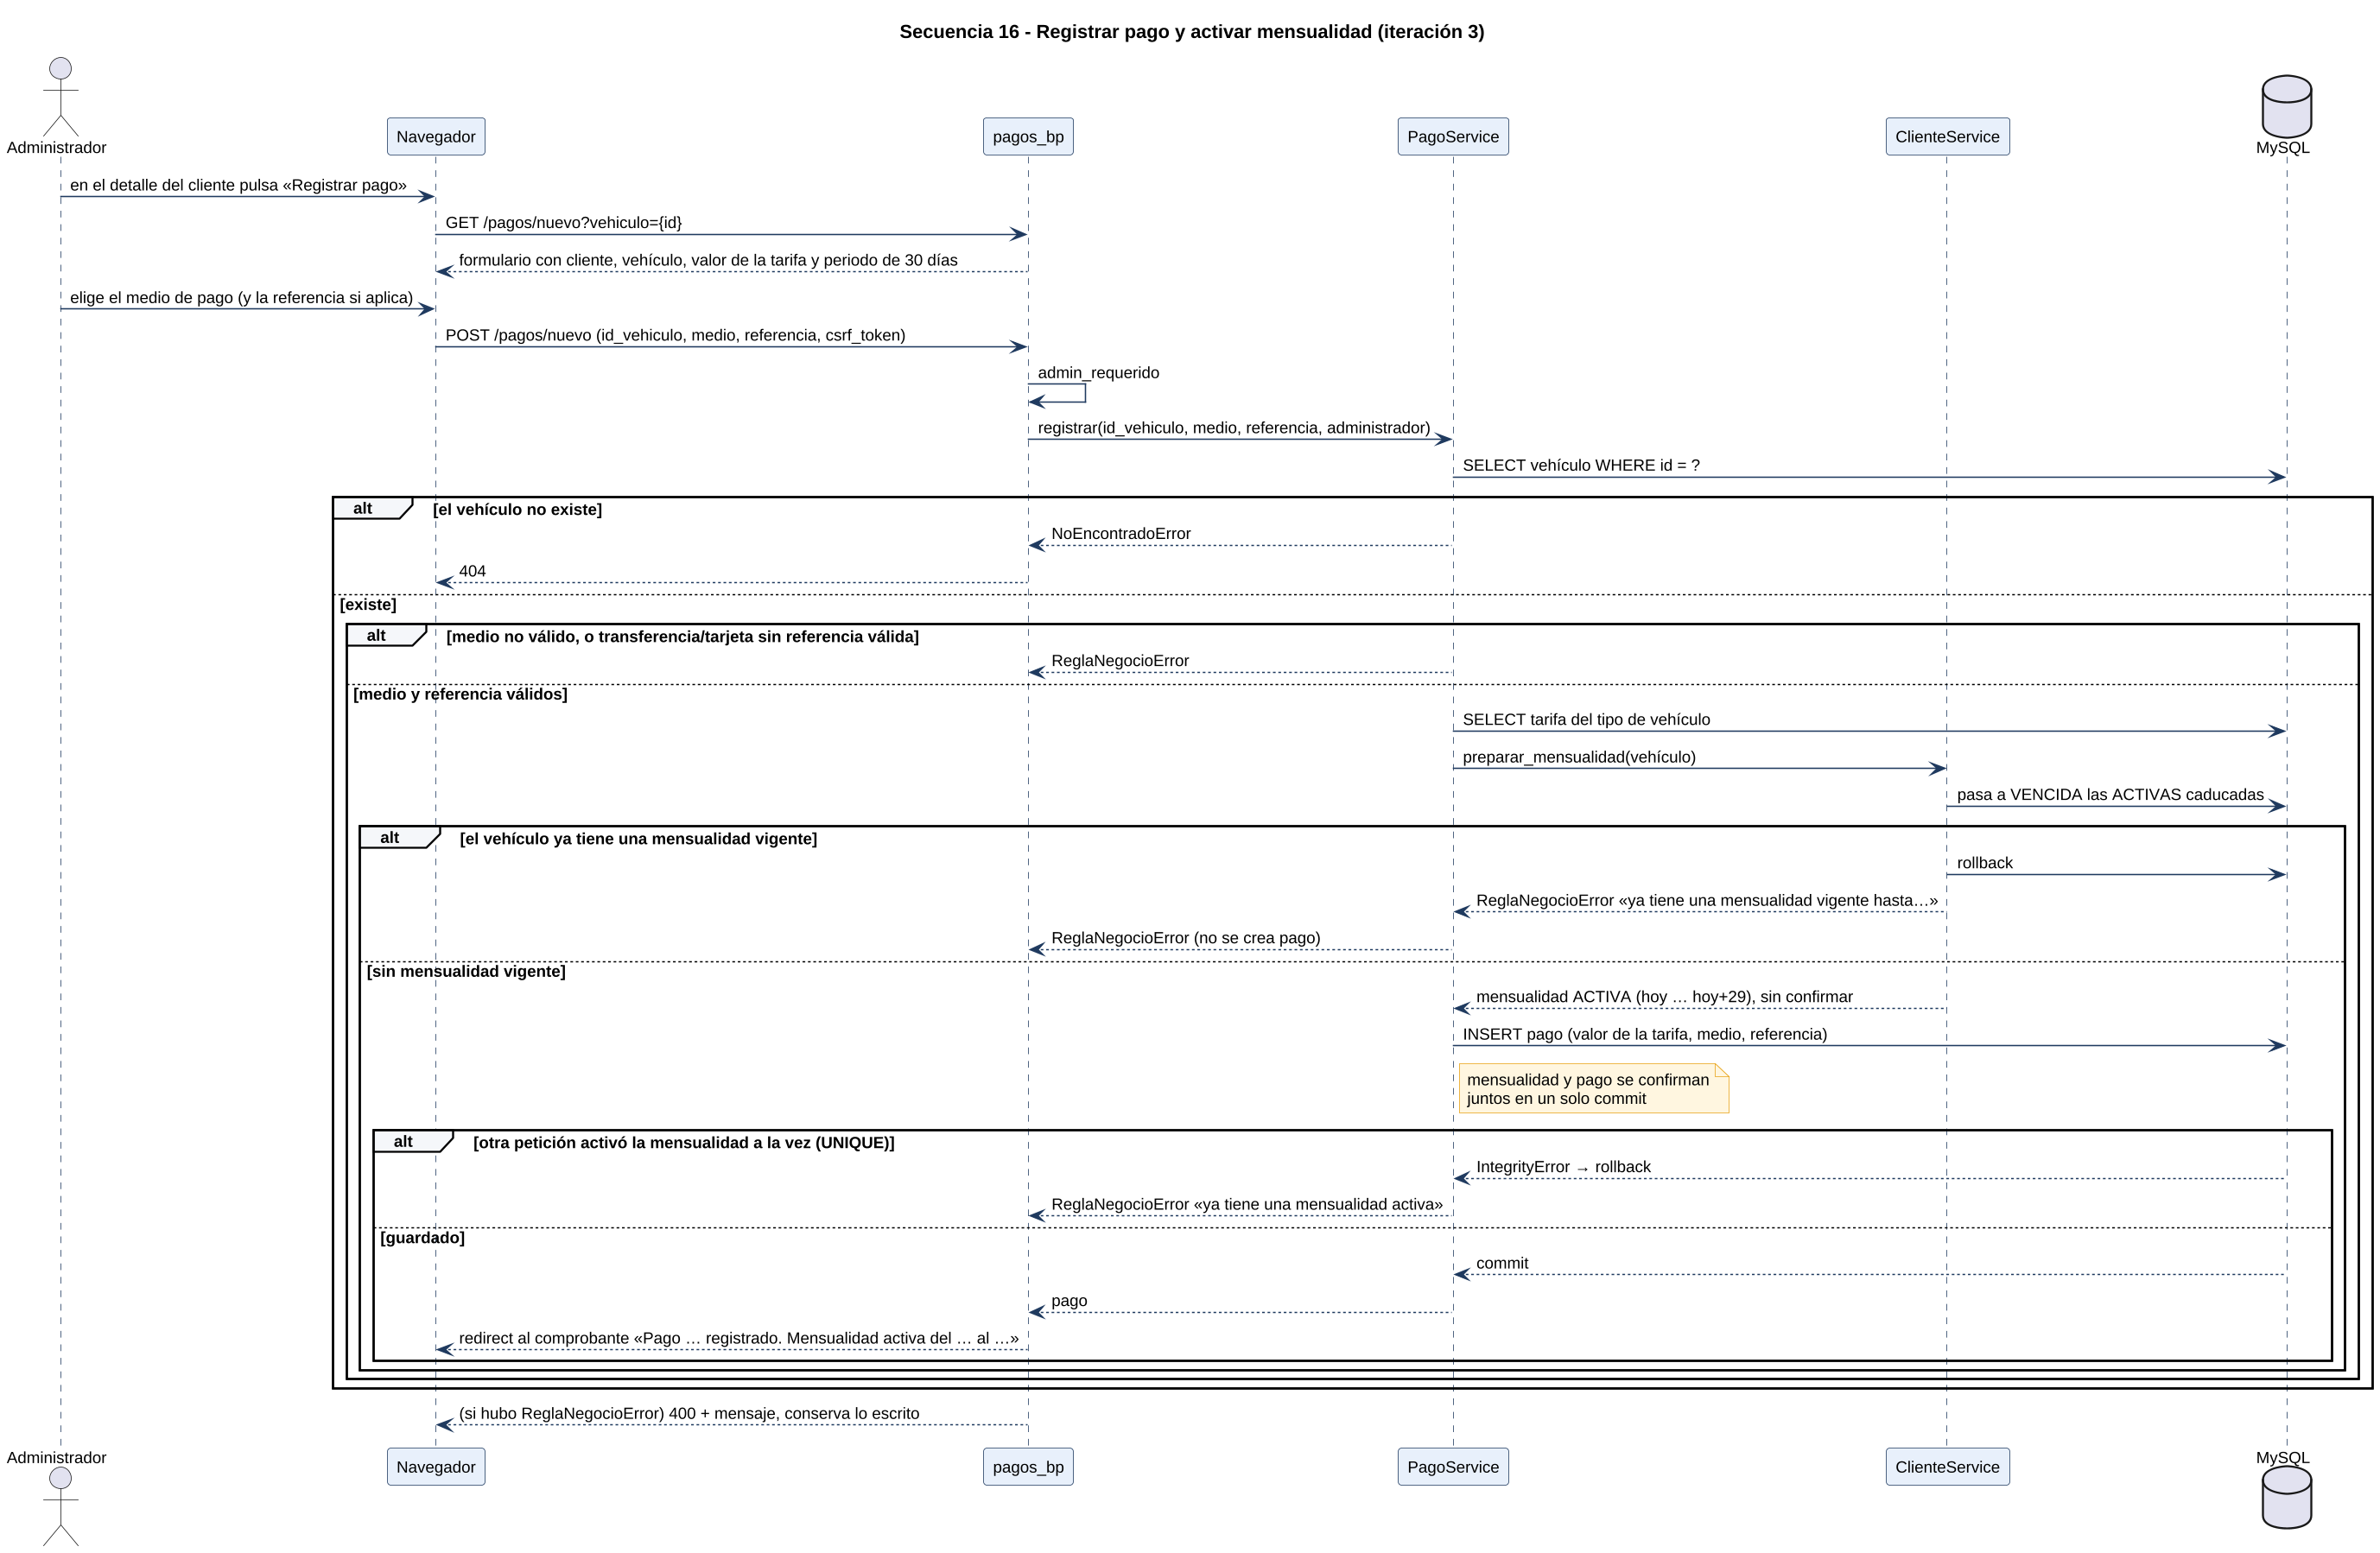 Secuencia 16 - Registrar pago y activar mensualidad (iteración 3)
Administrador
Navegador
pagos_bp
PagoService
ClienteService
MySQL
en el detalle del cliente pulsa «Registrar pago»
GET /pagos/nuevo?vehiculo={id}
formulario con cliente, vehículo, valor de la tarifa y periodo de 30 días
elige el medio de pago (y la referencia si aplica)
POST /pagos/nuevo (id_vehiculo, medio, referencia, csrf_token)
admin_requerido
registrar(id_vehiculo, medio, referencia, administrador)
SELECT vehículo WHERE id = ?
alt [el vehículo no existe]
NoEncontradoError
404
[existe]
alt [medio no válido, o transferencia/tarjeta sin referencia válida]
ReglaNegocioError
[medio y referencia válidos]
SELECT tarifa del tipo de vehículo
preparar_mensualidad(vehículo)
pasa a VENCIDA las ACTIVAS caducadas
alt [el vehículo ya tiene una mensualidad vigente]
rollback
ReglaNegocioError «ya tiene una mensualidad vigente hasta…»
ReglaNegocioError (no se crea pago)
[sin mensualidad vigente]
mensualidad ACTIVA (hoy … hoy+29), sin confirmar
INSERT pago (valor de la tarifa, medio, referencia)
mensualidad y pago se confirman
juntos en un solo commit
alt [otra petición activó la mensualidad a la vez (UNIQUE)]
IntegrityError → rollback
ReglaNegocioError «ya tiene una mensualidad activa»
[guardado]
commit
pago
redirect al comprobante «Pago … registrado. Mensualidad activa del … al …»
(si hubo ReglaNegocioError) 400 + mensaje, conserva lo escrito
Administrador
Navegador
pagos_bp
PagoService
ClienteService
MySQL